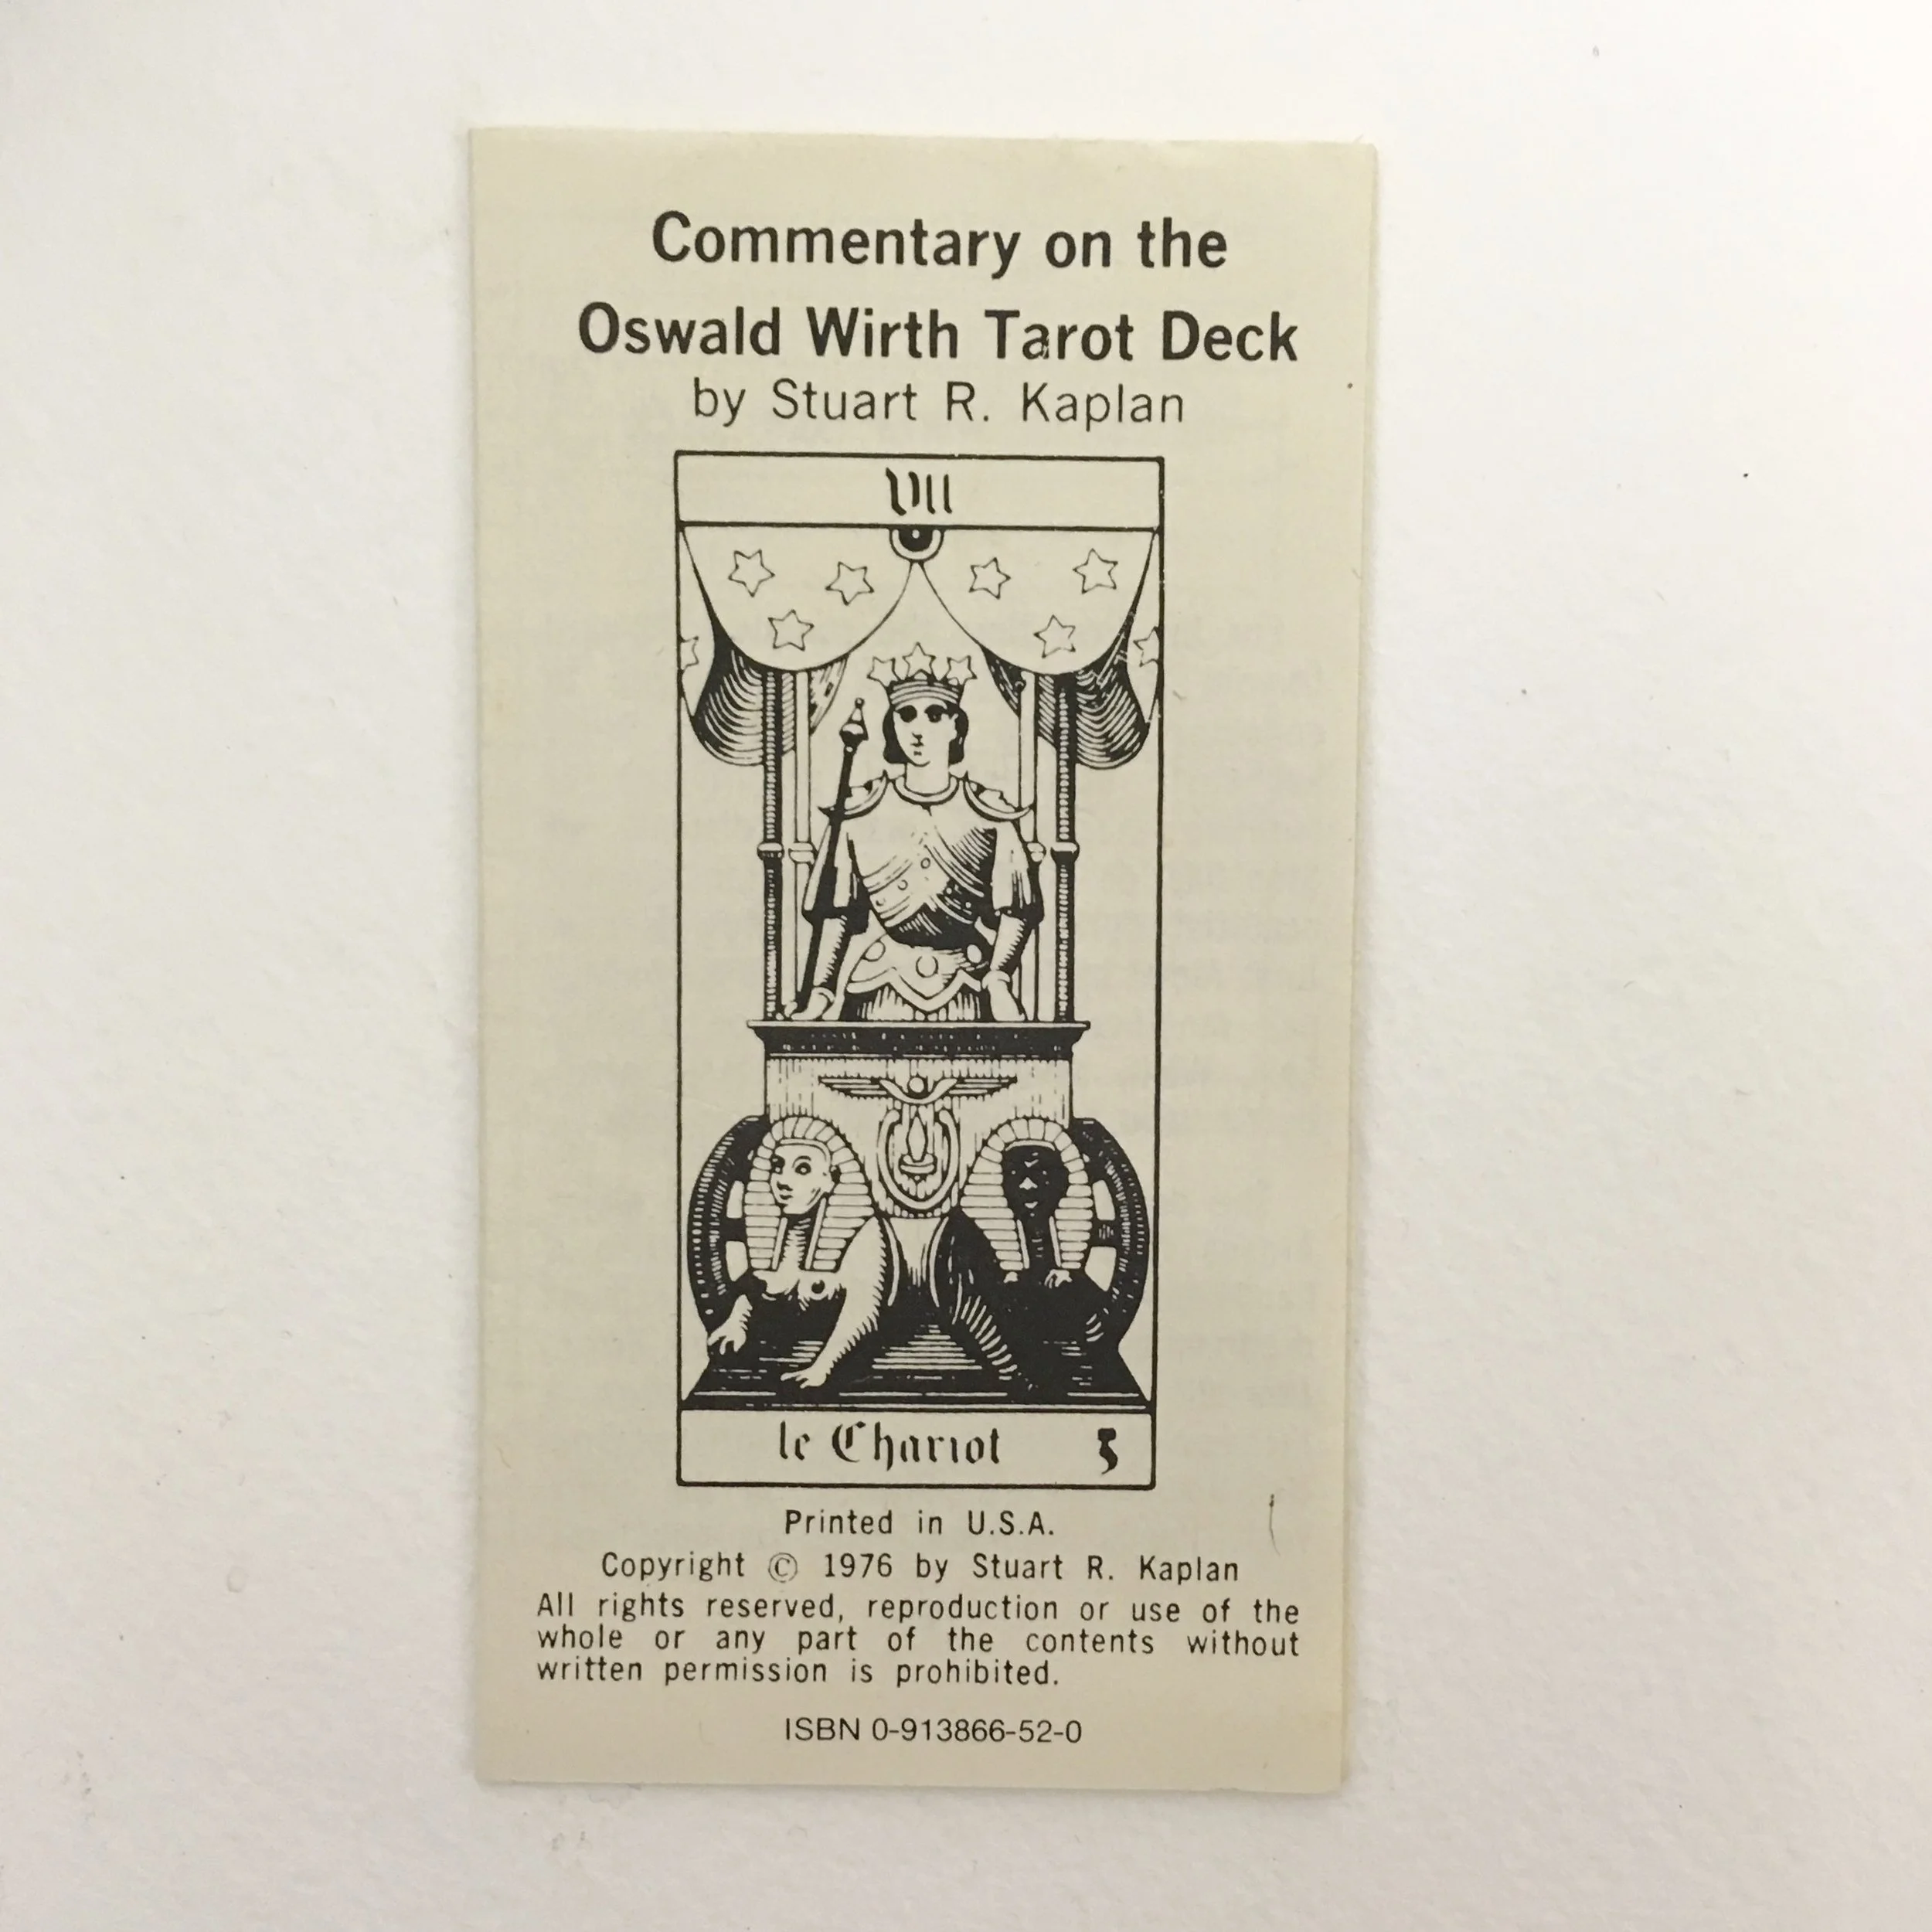 Commentary on the
Oswald Wirth Tarot Deck
by Stuart R. Kaplan
VII
le Chariot ז
Printed in U.S.A.
Copyright © 1976 by Stuart R. Kaplan
All rights reserved, reproduction or use of the
whole or any part of the contents without
written permission is prohibited.
ISBN 0-913866-52-0